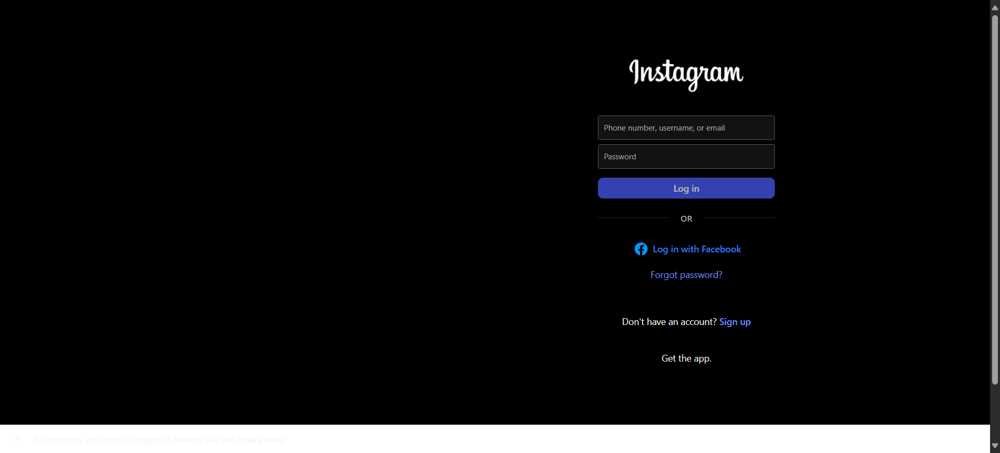 Instagram
Phone number, username, or email
Password
Log in
OR
Log in with Facebook
Forgot password?
Don't have an account? Sign up
Get the app.
By continuing, you agree to Instagram's Terms of Use and Privacy Policy.